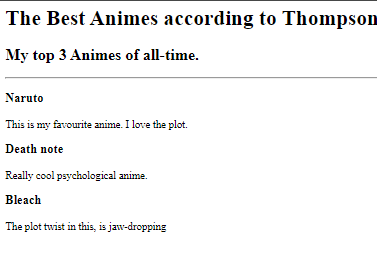 The Best Animes according to Thompson
My top 3 Animes of all-time.
Naruto
This is my favourite anime. I love the plot.
Death note
Really cool psychological anime.
Bleach
The plot twist in this, is jaw-dropping